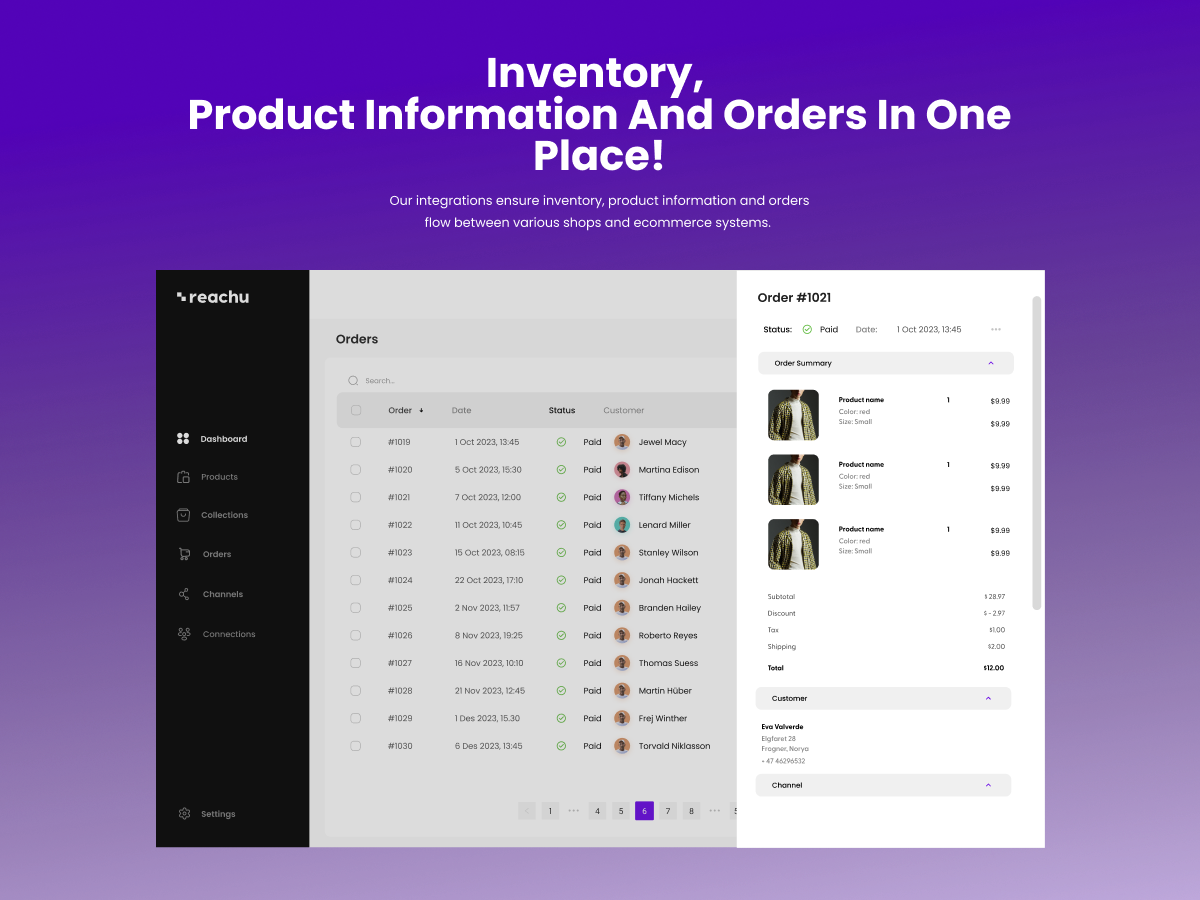 Inventory,
Product Information And Orders In One
Place!
Our integrations ensure inventory, product information and orders
flow between various shops and ecommerce systems.
reachu
Dashboard
Products
Collections
Orders
Channels
Connections
Settings
Orders
Search...
Order Date Status Customer
#1019 1 Oct 2023, 13:45 Paid Jewel Macy
#1020 5 Oct 2023, 15:30 Paid Martina Edison
#1021 7 Oct 2023, 12:00 Paid Tiffany Michels
#1022 11 Oct 2023, 10:45 Paid Lenard Miller
#1023 15 Oct 2023, 08:15 Paid Stanley Wilson
#1024 22 Oct 2023, 17:10 Paid Jonah Hackett
#1025 2 Nov 2023, 11:57 Paid Branden Hailey
#1026 8 Nov 2023, 19:25 Paid Roberto Reyes
#1027 16 Nov 2023, 10:10 Paid Thomas Suess
#1028 21 Nov 2023, 12:45 Paid Martin Hüber
#1029 1 Des 2023, 15.30 Paid Frej Winther
#1030 6 Des 2023, 13:45 Paid Torvald Niklasson
1 ••• 4 5 6 7 8 •••
Order #1021
Status: Paid Date: 1 Oct 2023, 13:45 •••
Order Summary
Product name 1 $9.99
Color: red
Size: Small $9.99
Product name 1 $9.99
Color: red
Size: Small $9.99
Product name 1 $9.99
Color: red
Size: Small $9.99
Subtotal $ 28.97
Discount $ - 2.97
Tax $1.00
Shipping $2.00
Total $12.00
Customer
Eva Valverde
Eigfaret 28
Frogner, Norya
+ 47 46296532
Channel